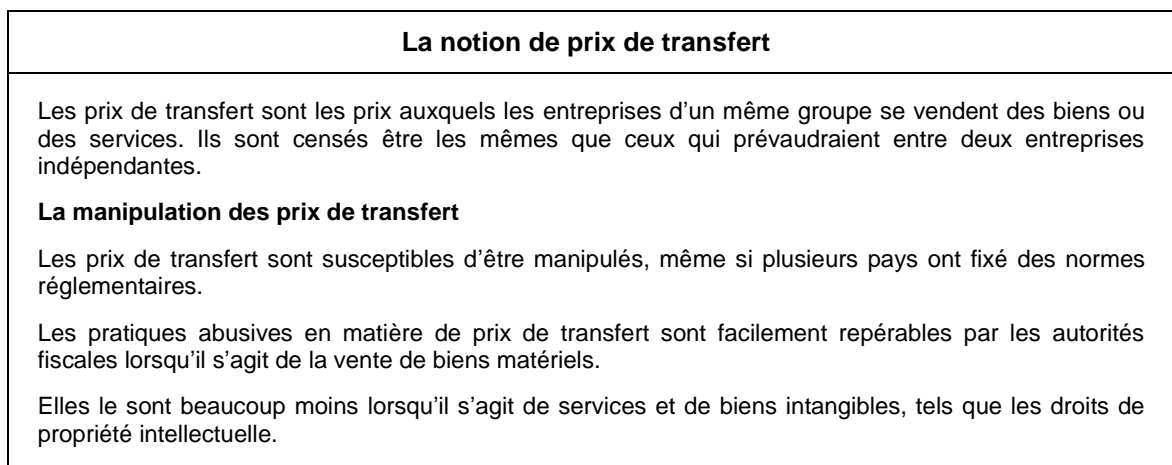 La notion de prix de transfert
Les prix de transfert sont les prix auxquels les entreprises d’un même groupe se vendent des biens ou
des services. Ils sont censés être les mêmes que ceux qui prévaudraient entre deux entreprises
indépendantes.
La manipulation des prix de transfert
Les prix de transfert sont susceptibles d’être manipulés, même si plusieurs pays ont fixé des normes
réglementaires.
Les pratiques abusives en matière de prix de transfert sont facilement repérables par les autorités
fiscales lorsqu’il s’agit de la vente de biens matériels.
Elles le sont beaucoup moins lorsqu’il s’agit de services et de biens intangibles, tels que les droits de
propriété intellectuelle.